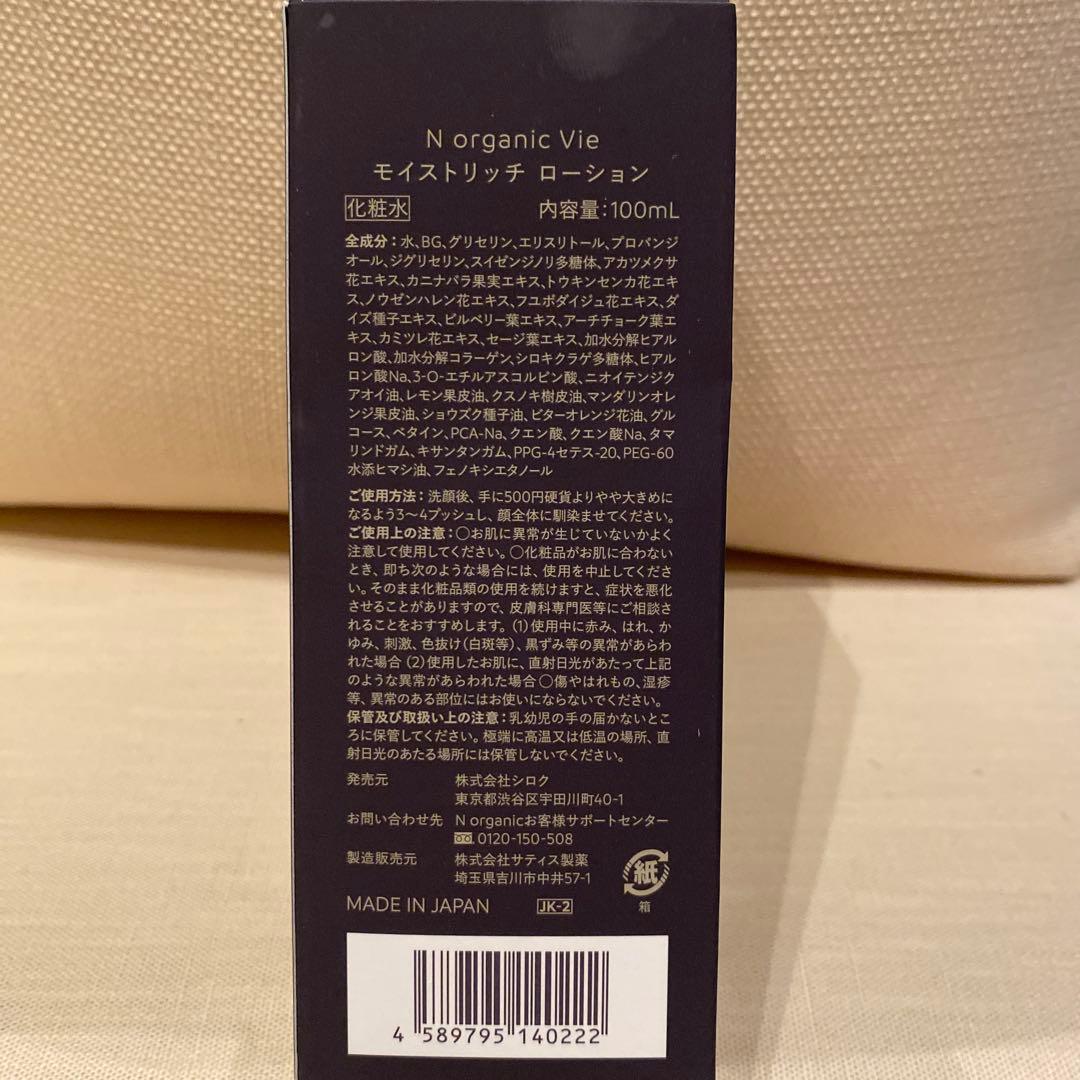 N organic Vie
モイストリッチ ローション
化粧水 内容量：100mL
全成分：水、BG、グリセリン、エリスリトール、プロパンジ
オール、ジグリセリン、スイゼンジノリ多糖体、アカツメクサ
花エキス、カニナバラ果実エキス、トウキンセンカ花エキ
ス、ノウゼンハレン花エキス、フユボダイジュ花エキス、ダ
イズ種子エキス、ビルベリー葉エキス、アーチチョーク葉エ
キス、カミツレ花エキス、セージ葉エキス、加水分解ヒアル
ロン酸、加水分解コラーゲン、シロキクラゲ多糖体、ヒアル
ロン酸Na、3-O-エチルアスコルビン酸、ニオイテンジク
アオイ油、レモン果皮油、クスノキ樹皮油、マンダリンオレ
ンジ果皮油、ショウズク種子油、ビターオレンジ花油、グル
コース、ベタイン、PCA-Na、クエン酸、クエン酸Na、タマ
リンドガム、キサンタンガム、PPG-4セテス-20、PEG-60
水添ヒマシ油、フェノキシエタノール
ご使用方法：洗顔後、手に500円硬貨よりやや大きめに
なるよう3〜4プッシュし、顔全体に馴染ませてください。
ご使用上の注意：○お肌に異常が生じていないかよく
注意して使用してください。○化粧品がお肌に合わない
とき、即ち次のような場合には、使用を中止してくださ
い。そのまま化粧品類の使用を続けますと、症状を悪化
させることがありますので、皮膚科専門医等にご相談さ
れることをおすすめします。(1)使用中に赤み、はれ、か
ゆみ、刺激、色抜け(白斑等)、黒ずみ等の異常があらわ
れた場合 (2)使用したお肌に、直射日光があたって上記
のような異常があらわれた場合 ○傷やはれもの、湿疹
等、異常のある部位にはお使いにならないでください。
保管及び取扱い上の注意：乳幼児の手の届かないとこ
ろに保管してください。極端に高温又は低温の場所、直
射日光のあたる場所には保管しないでください。
発売元 株式会社シロク
東京都渋谷区宇田川町40-1
お問い合わせ先 N organicお客様サポートセンター
0120-150-508
製造販売元 株式会社サティス製薬
埼玉県吉川市中井57-1
紙
箱
MADE IN JAPAN JK-2
4 589795 140222